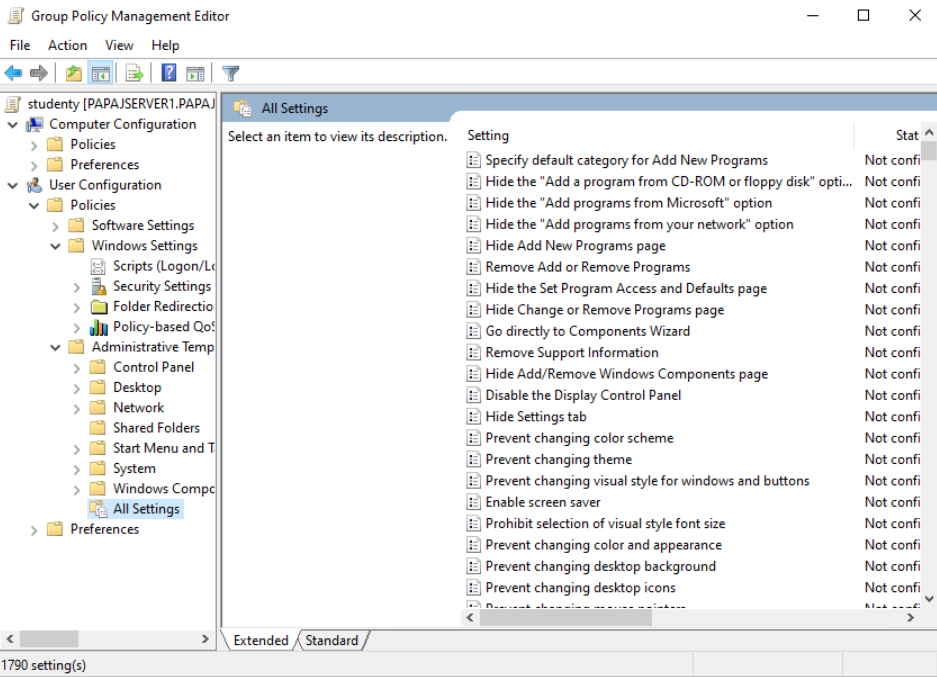 Group Policy Management Editor
File Action View Help
studenty [PAPAJSERVER1.PAPAJ
Computer Configuration
Policies
Preferences
User Configuration
Policies
Software Settings
Windows Settings
Scripts (Logon/Lo
Security Settings
Folder Redirectio
Policy-based QoS
Administrative Temp
Control Panel
Desktop
Network
Shared Folders
Start Menu and T
System
Windows Compo
All Settings
Preferences
All Settings
Select an item to view its description.
Setting Stat
Specify default category for Add New Programs Not confi
Hide the "Add a program from CD-ROM or floppy disk" opti... Not confi
Hide the "Add programs from Microsoft" option Not confi
Hide the "Add programs from your network" option Not confi
Hide Add New Programs page Not confi
Remove Add or Remove Programs Not confi
Hide the Set Program Access and Defaults page Not confi
Hide Change or Remove Programs page Not confi
Go directly to Components Wizard Not confi
Remove Support Information Not confi
Hide Add/Remove Windows Components page Not confi
Disable the Display Control Panel Not confi
Hide Settings tab Not confi
Prevent changing color scheme Not confi
Prevent changing theme Not confi
Prevent changing visual style for windows and buttons Not confi
Enable screen saver Not confi
Prohibit selection of visual style font size Not confi
Prevent changing color and appearance Not confi
Prevent changing desktop background Not confi
Prevent changing desktop icons Not confi
Prevent changing mouse pointers Not confi
Extended Standard
1790 setting(s)